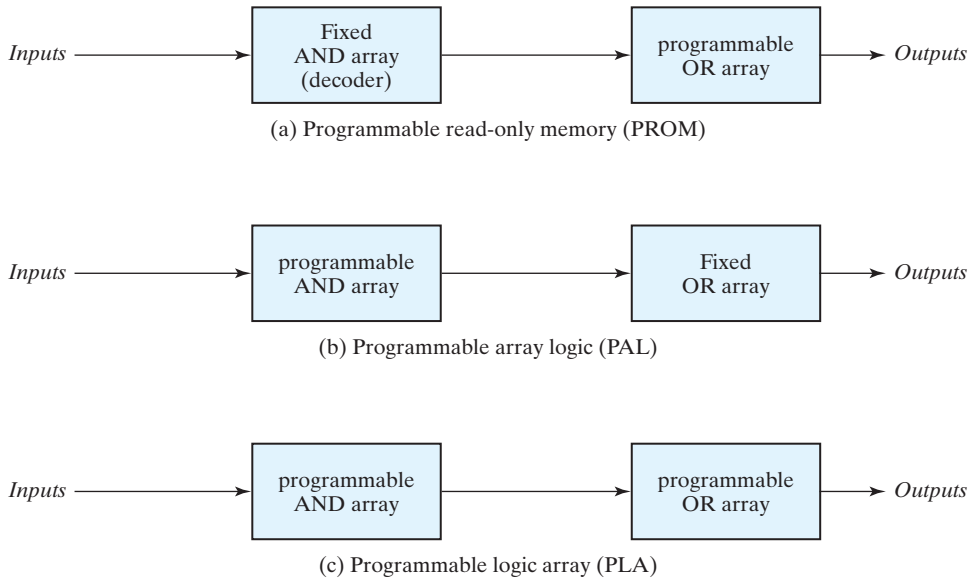 Inputs
Fixed
AND array
(decoder)
programmable
OR array
Outputs
(a) Programmable read-only memory (PROM)
Inputs
programmable
AND array
Fixed
OR array
Outputs
(b) Programmable array logic (PAL)
Inputs
programmable
AND array
programmable
OR array
Outputs
(c) Programmable logic array (PLA)